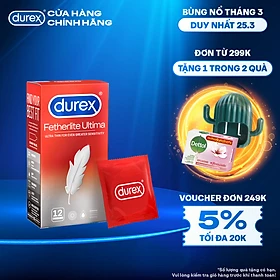 durex
CỬA HÀNG
CHÍNH HÃNG
BÙNG NỔ THÁNG 3
DUY NHẤT 25.3
ĐƠN TỪ 299K
TẶNG 1 TRONG 2 QUÀ
durex
Fetherlite Ultima
12
durex
Dettol
VOUCHER ĐƠN 249K
5%
TỐI ĐA 20K
*Số lượng quà tặng có hạn
Vui lòng kiểm tra giỏ hàng trước khi thanh toán!